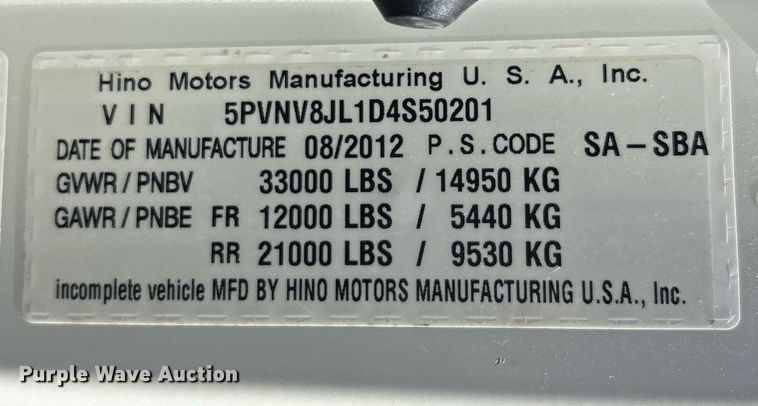 Hino Motors Manufacturing U. S. A., Inc.
VIN 5PVNV8JL1D4S50201
DATE OF MANUFACTURE 08/2012 P.S.CODE SA-SBA
GVWR/PNBV 33000 LBS / 14950 KG
GAWR/PNBE FR 12000 LBS / 5440 KG
RR 21000 LBS / 9530 KG
incomplete vehicle MFD BY HINO MOTORS MANUFACTURING U.S.A., Inc.
Purple Wave Auction